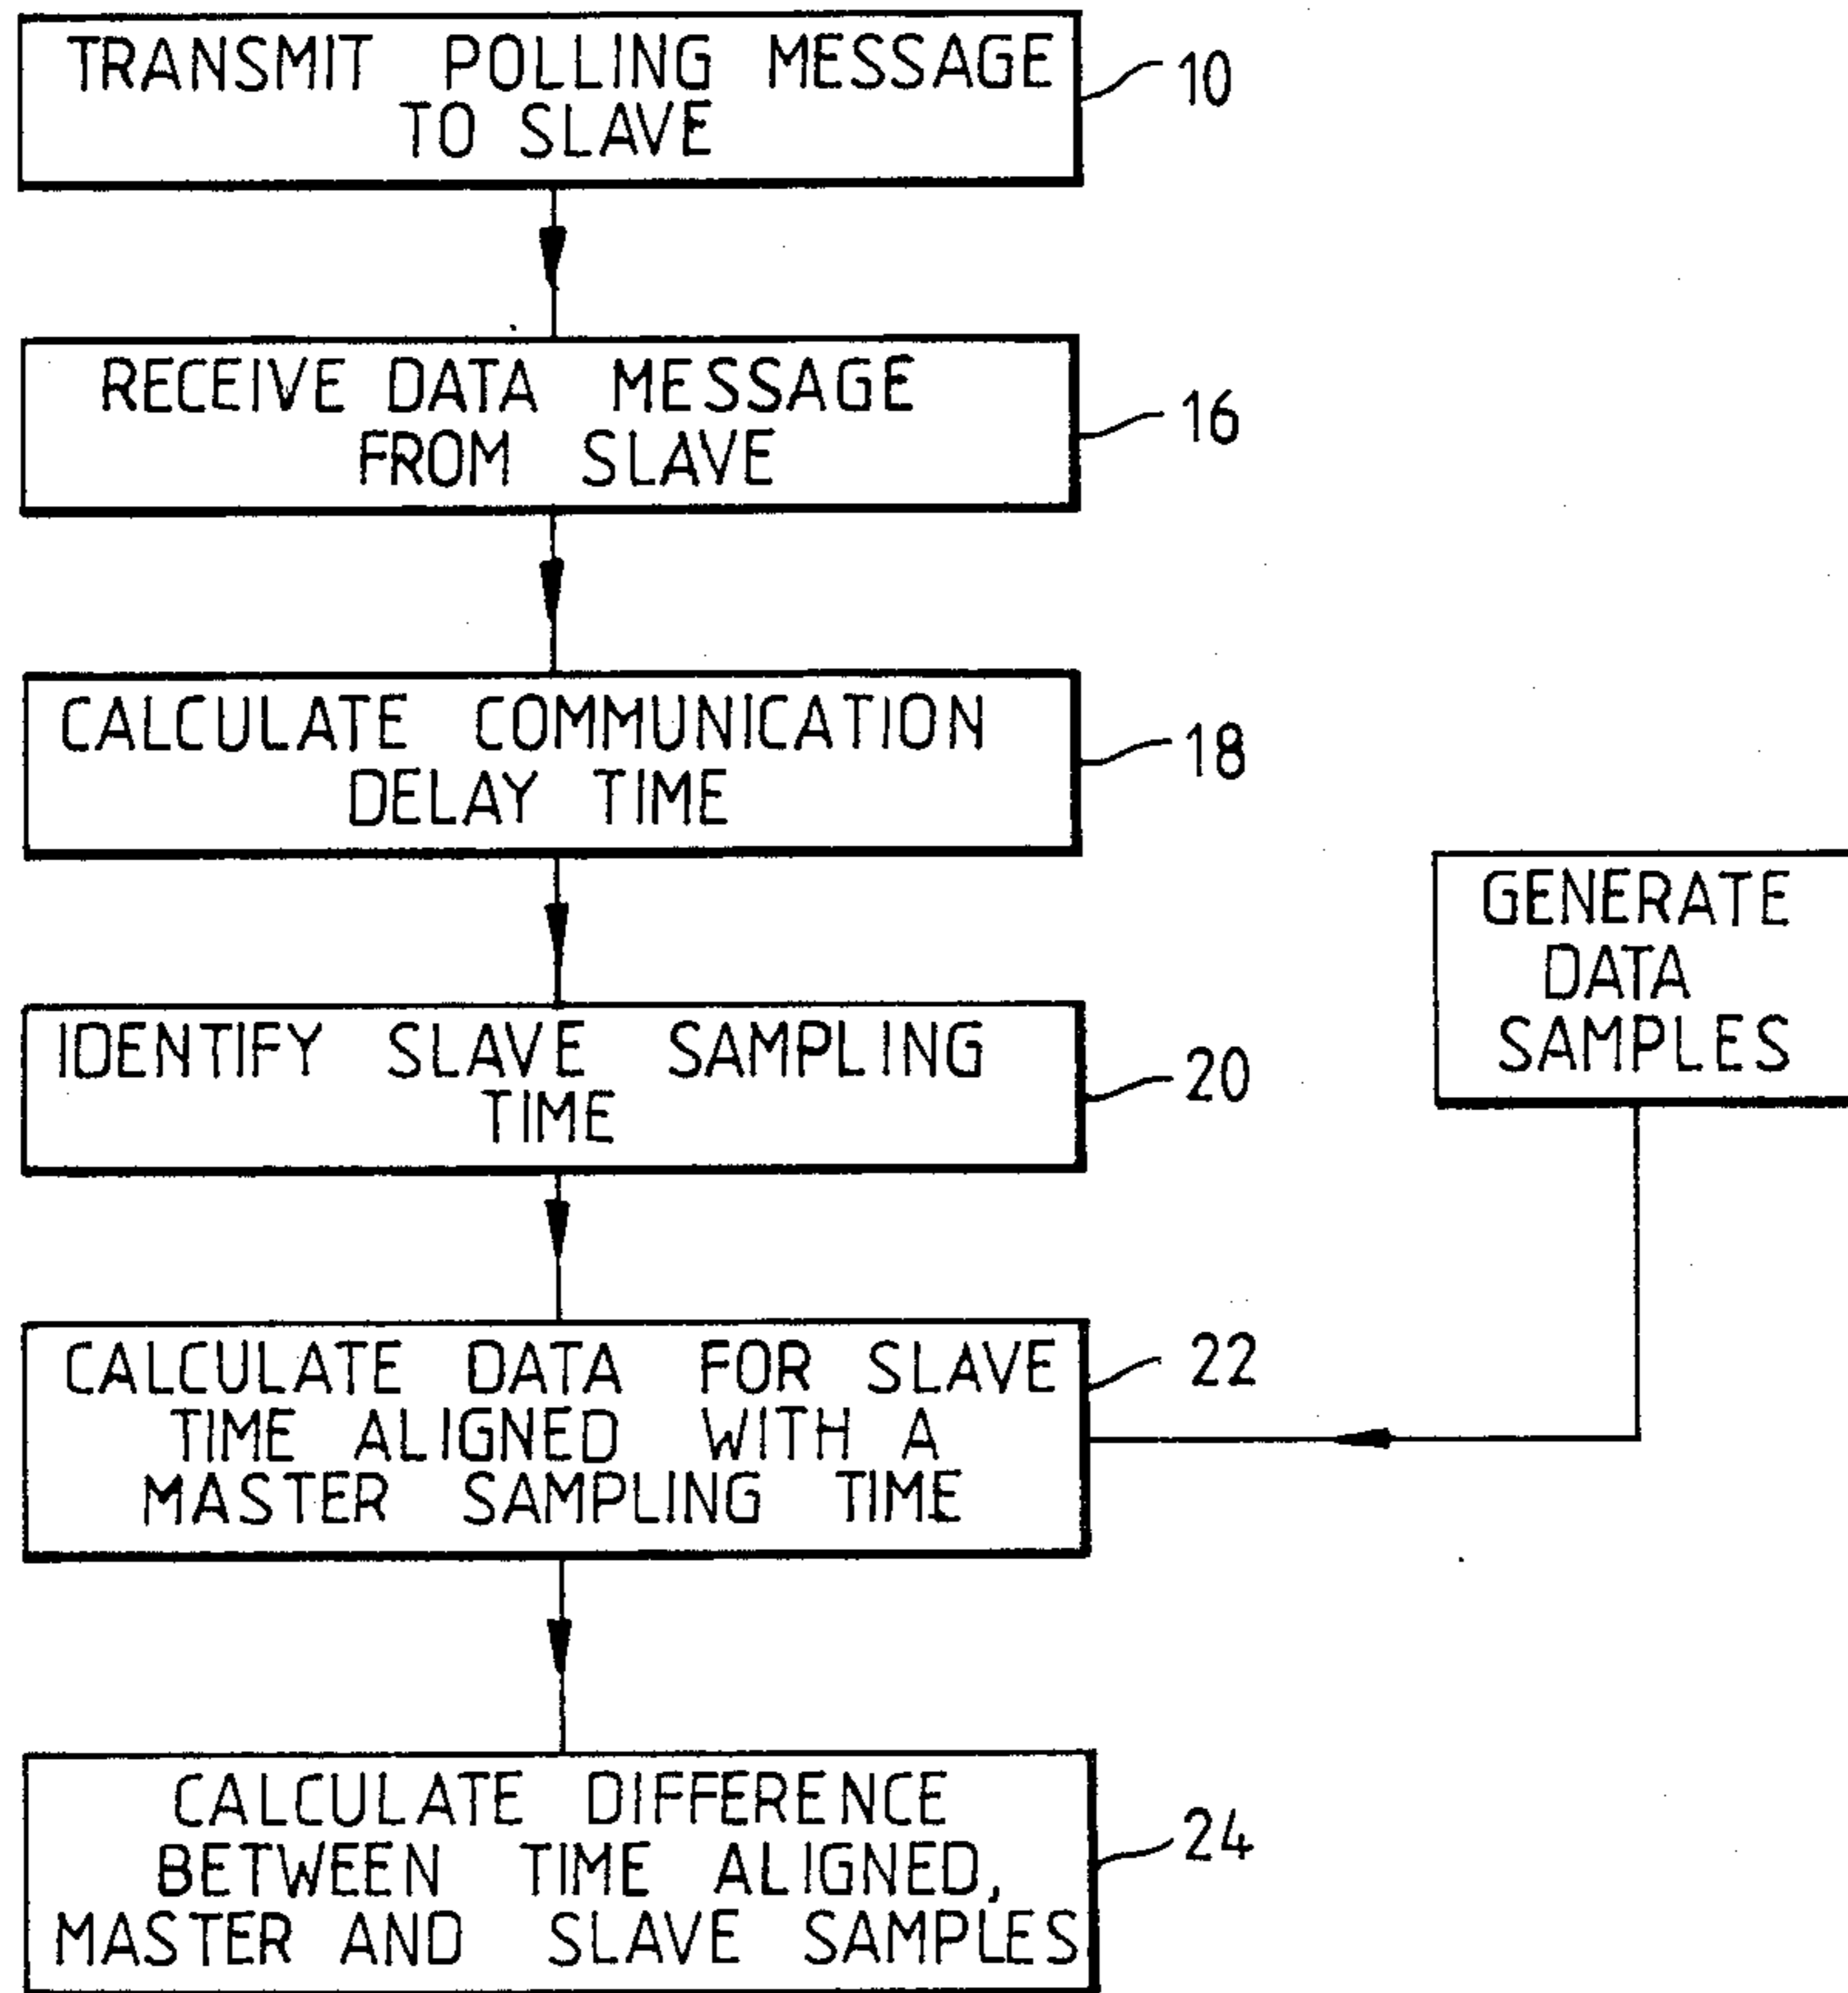 TRANSMIT POLLING MESSAGE
TO SLAVE
10
RECEIVE DATA MESSAGE
FROM SLAVE
16
CALCULATE COMMUNICATION
DELAY TIME
18
GENERATE
DATA
SAMPLES
IDENTIFY SLAVE SAMPLING
TIME
20
CALCULATE DATA FOR SLAVE
TIME ALIGNED WITH A
MASTER SAMPLING TIME
22
CALCULATE DIFFERENCE
BETWEEN TIME ALIGNED,
MASTER AND SLAVE SAMPLES
24